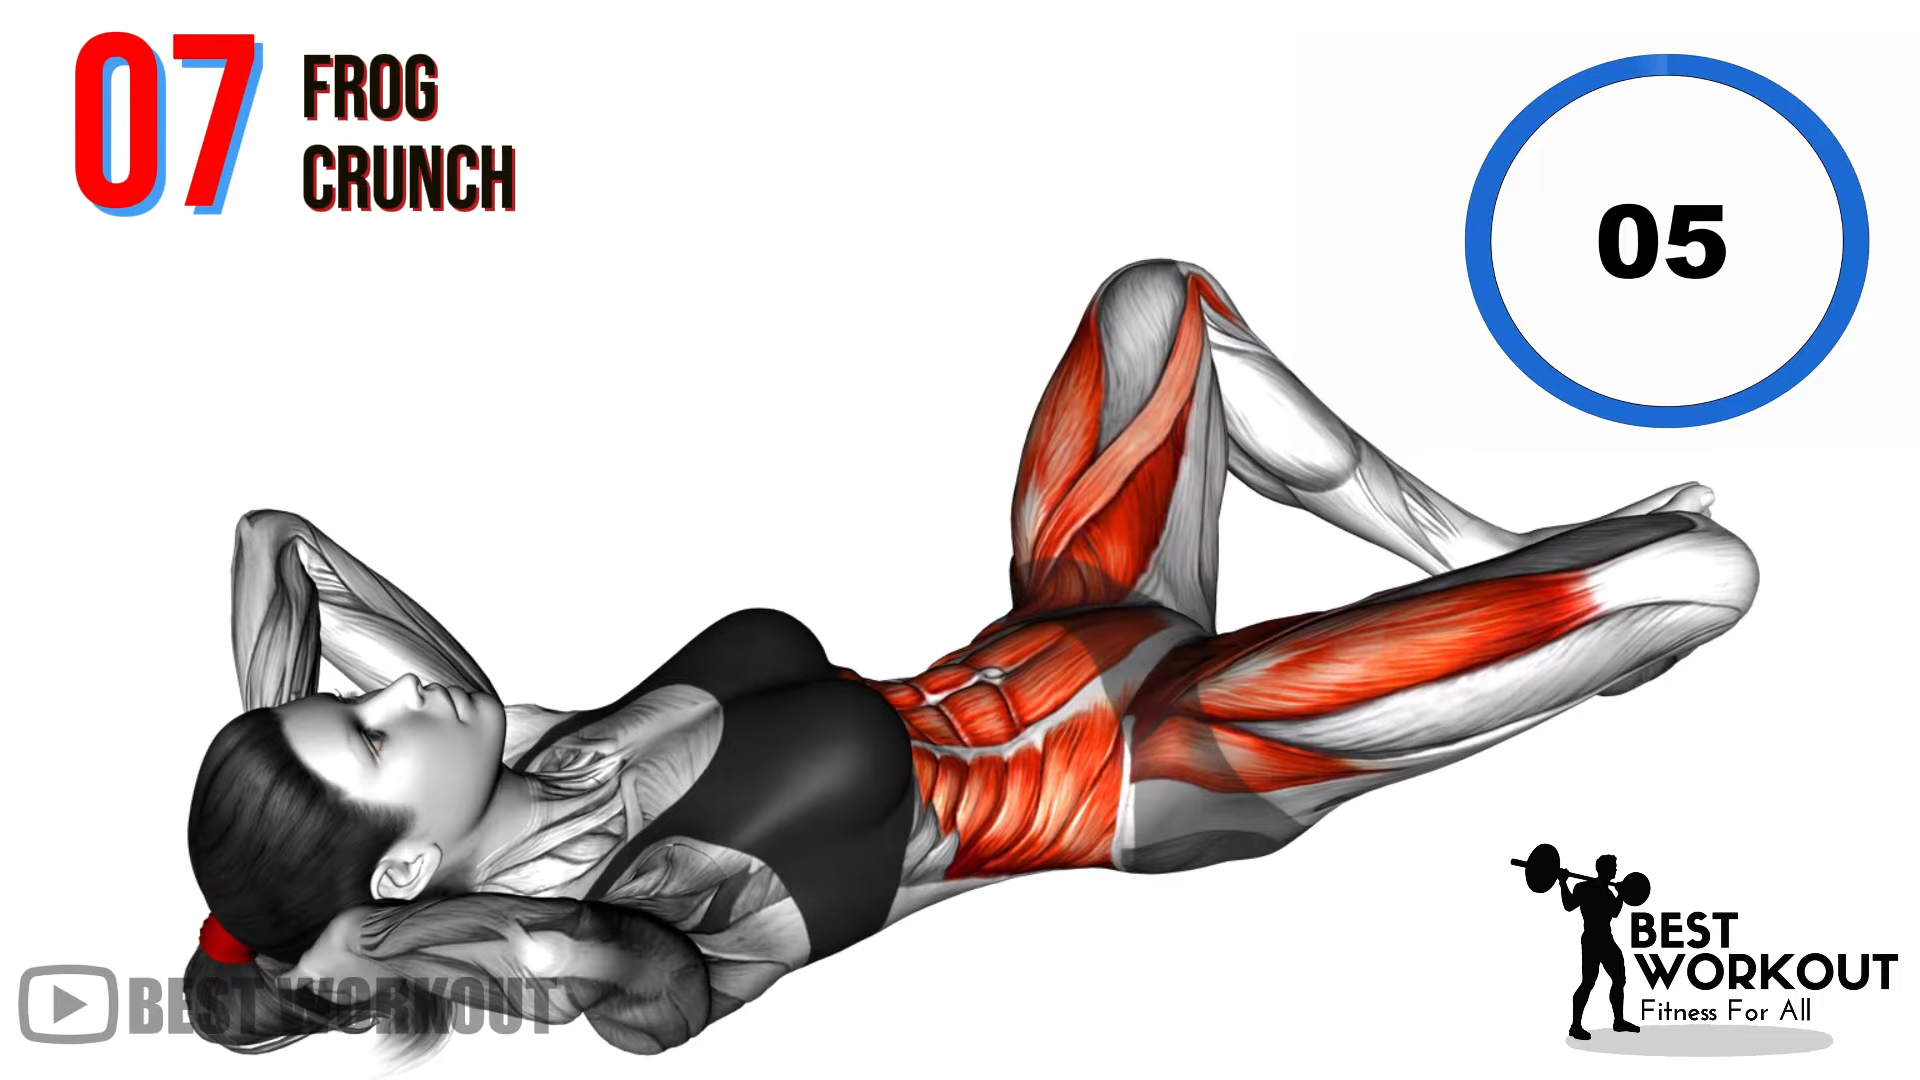 07
FROG
CRUNCH
05
BEST WORKOUT
BEST
WORKOUT
Fitness For All